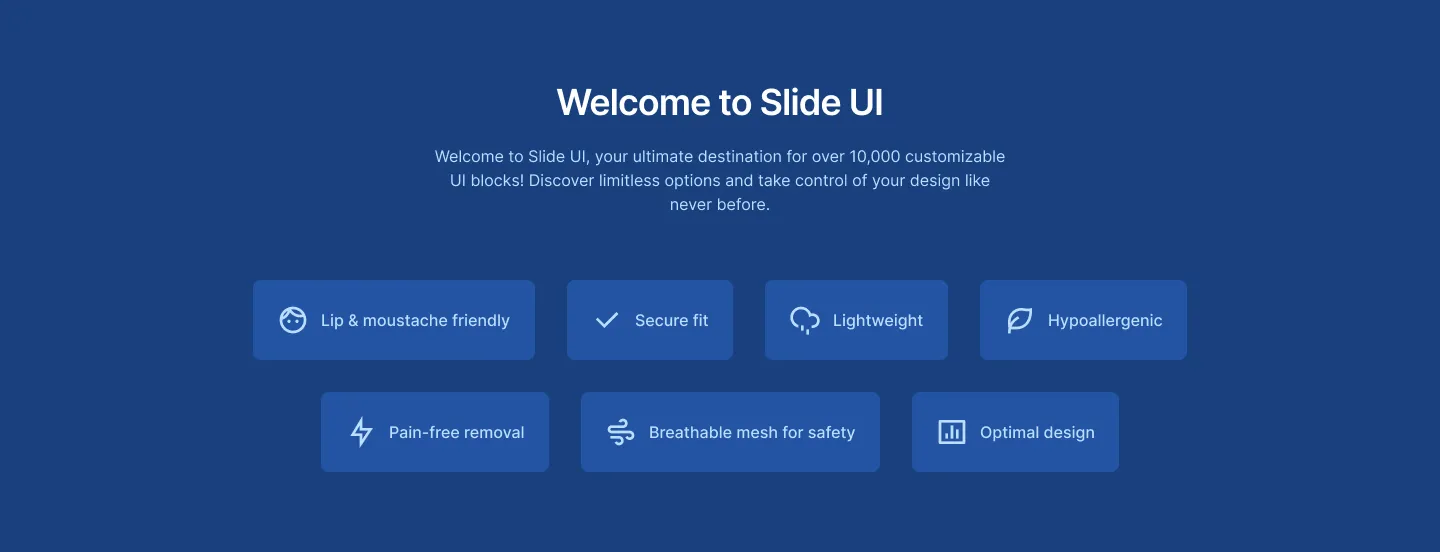 Welcome to Slide UI
Welcome to Slide UI, your ultimate destination for over 10,000 customizable
UI blocks! Discover limitless options and take control of your design like
never before.
Lip & moustache friendly
Secure fit
Lightweight
Hypoallergenic
Pain-free removal
Breathable mesh for safety
Optimal design